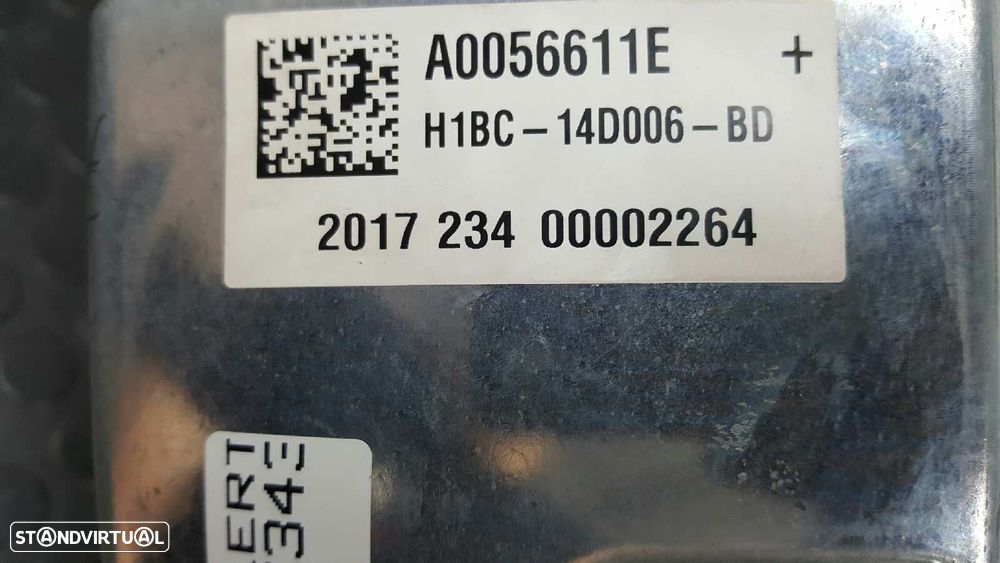 A0056611E +
H1BC-14D006-BD
2017 234 00002264
ERT
STANDVIRTUAL